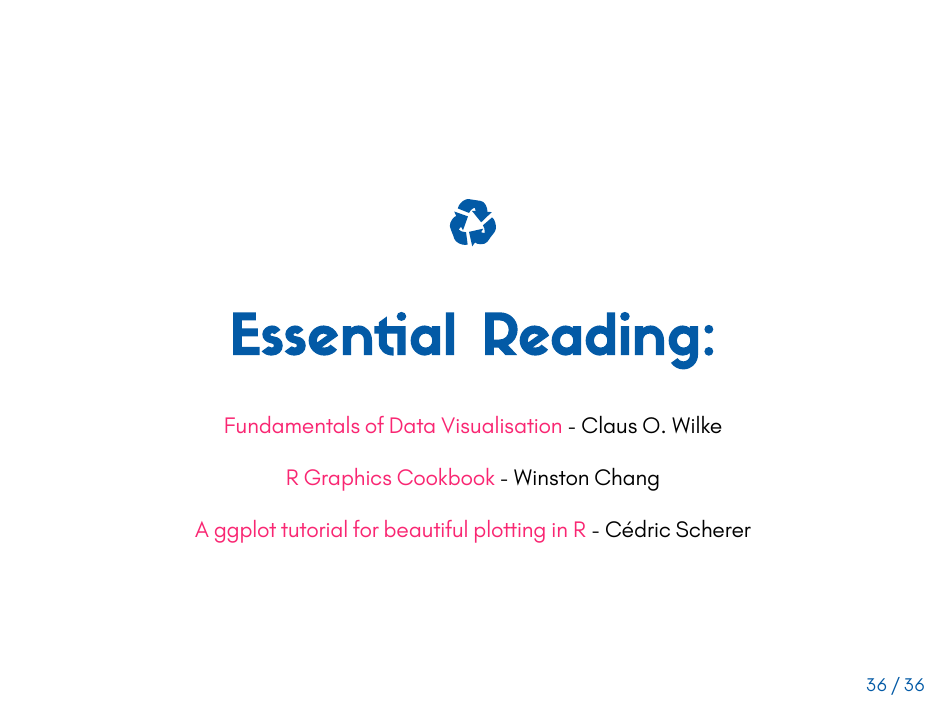 Essential Reading:
Fundamentals of Data Visualisation - Claus O. Wilke
R Graphics Cookbook - Winston Chang
A ggplot tutorial for beautiful plotting in R - Cédric Scherer
36 / 36